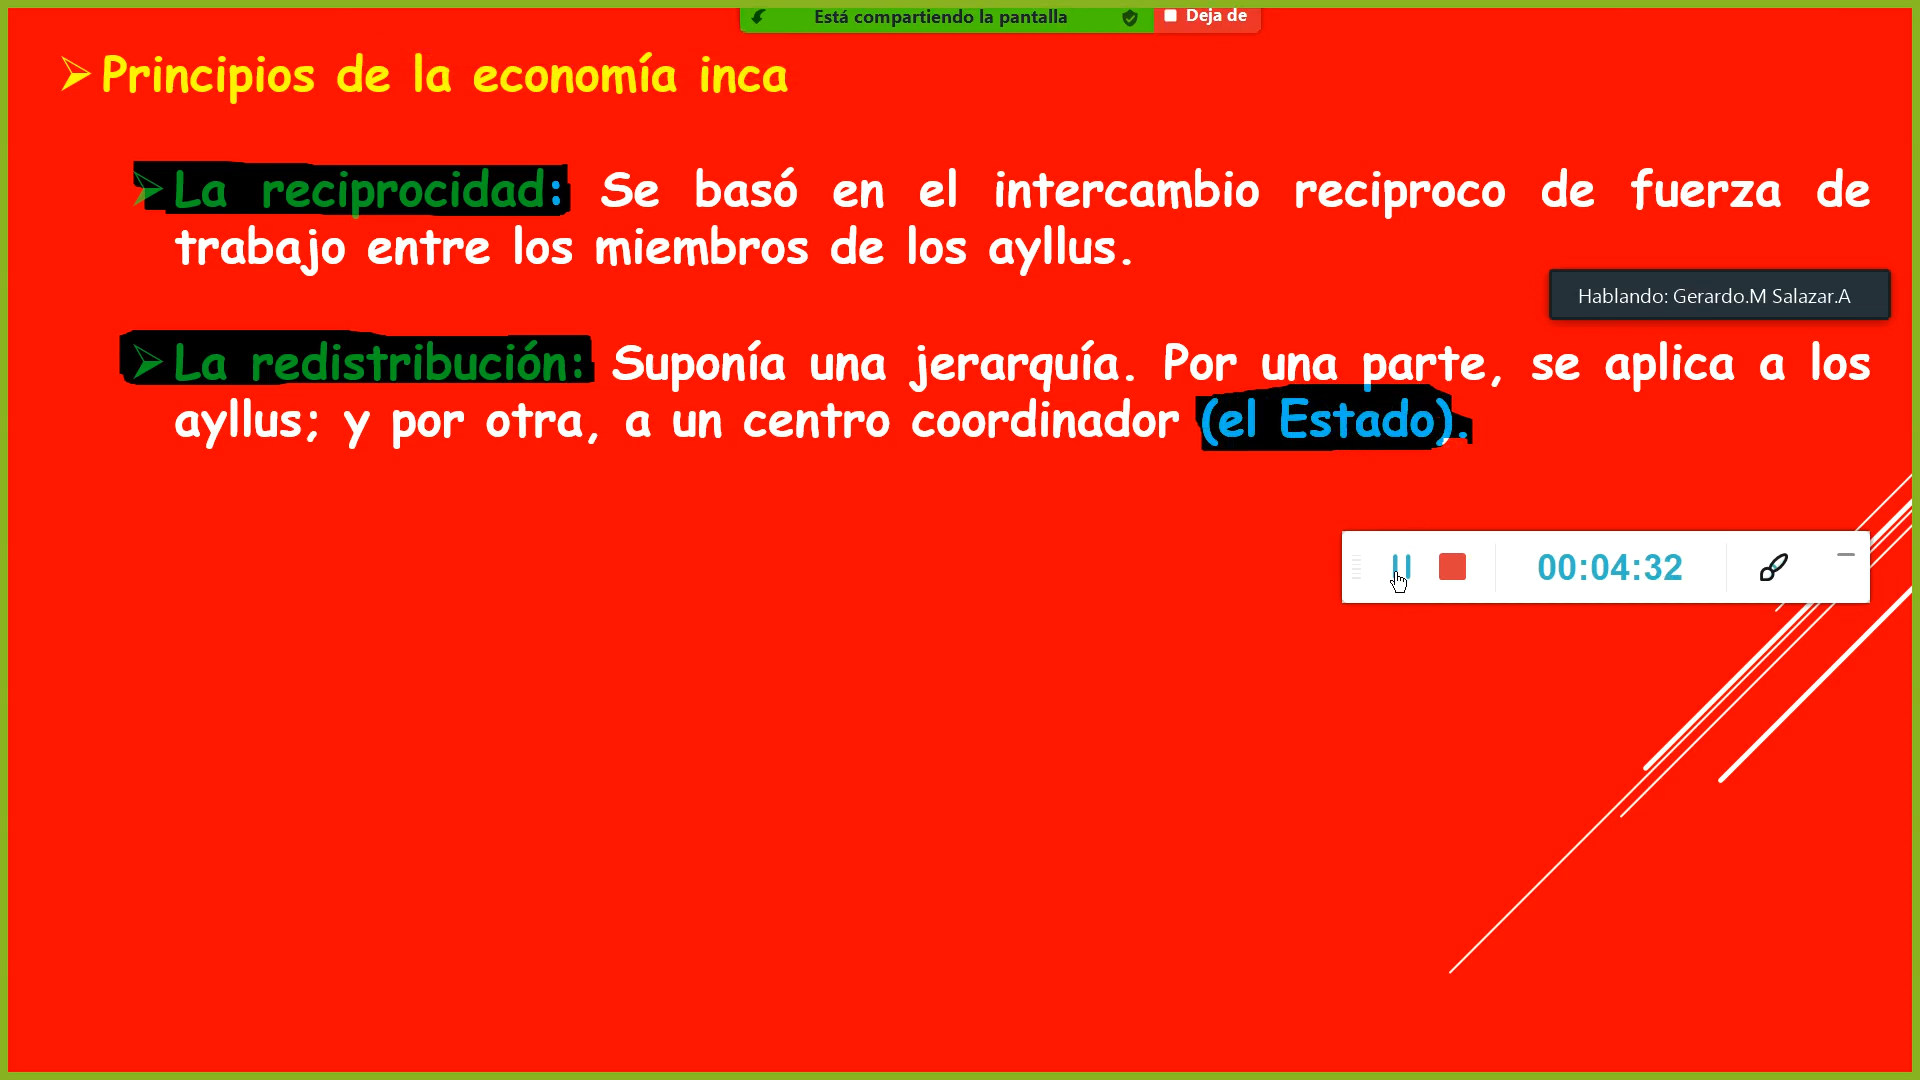 Está compartiendo la pantalla
Deja de
Principios de la economía inca
La reciprocidad: Se basó en el intercambio reciproco de fuerza de
trabajo entre los miembros de los ayllus.
Hablando: Gerardo.M Salazar.A
La redistribución: Suponía una jerarquía. Por una parte, se aplica a los
ayllus; y por otra, a un centro coordinador (el Estado).
00:04:32